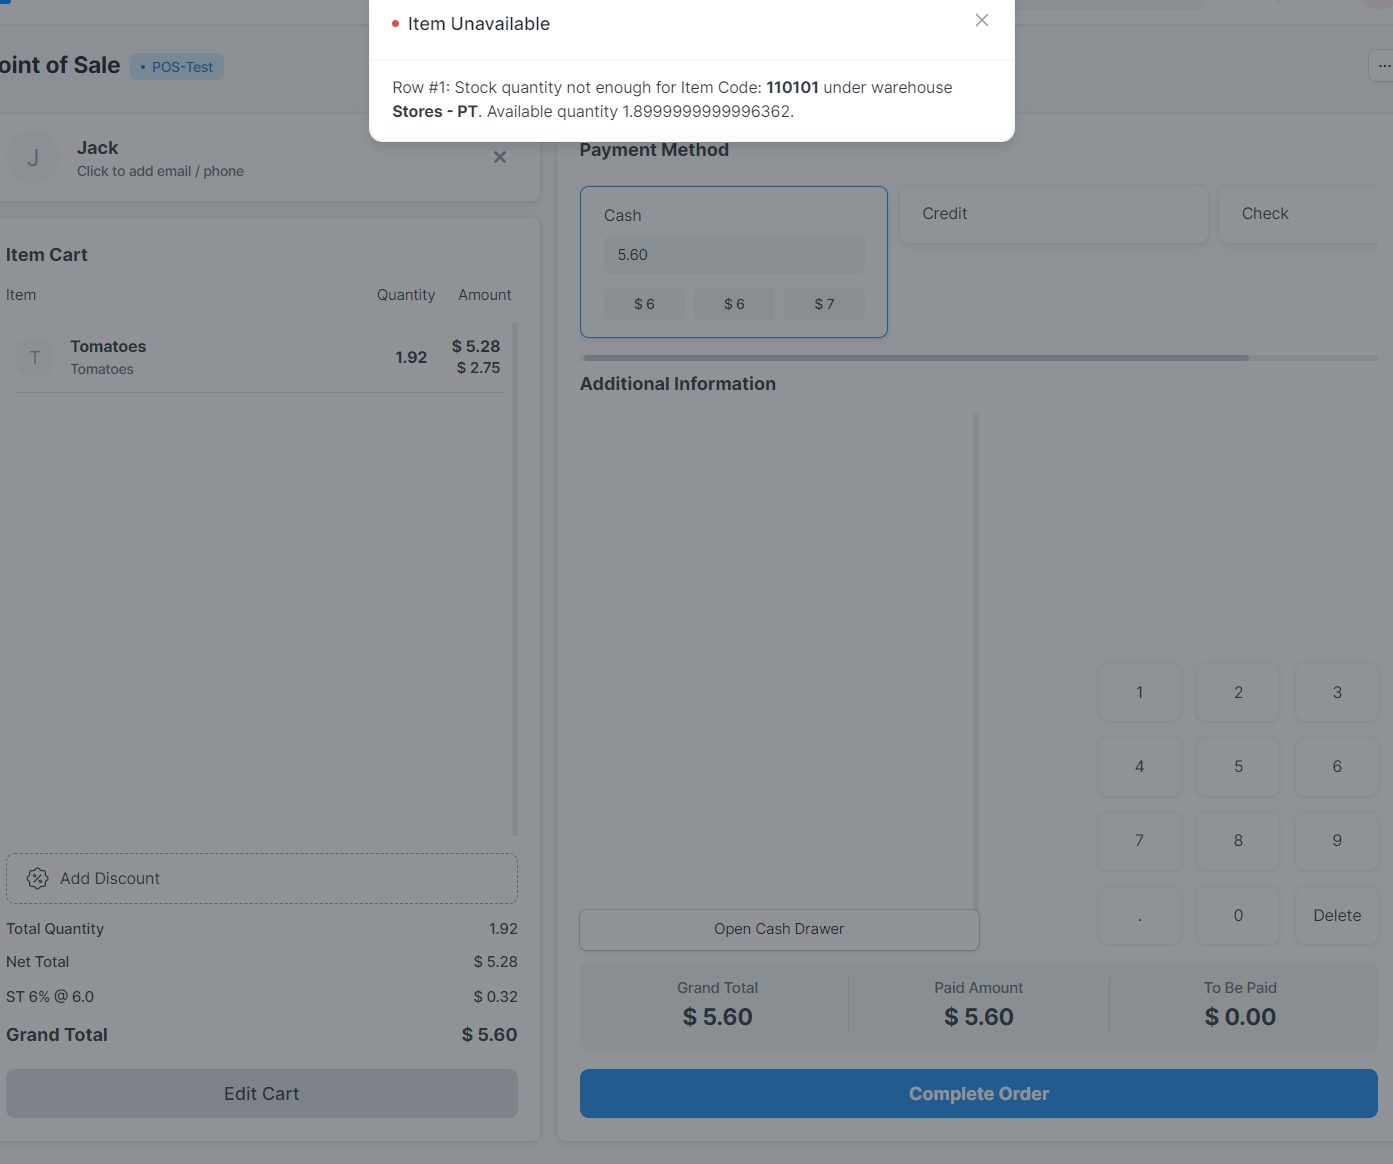 Item Unavailable
Row #1: Stock quantity not enough for Item Code: 110101 under warehouse
Stores - PT. Available quantity 1.8999999999996362.
oint of Sale
• POS-Test
...
J
Jack
Click to add email / phone
Item Cart
Item Quantity Amount
T
Tomatoes
Tomatoes
1.92
$ 5.28
$ 2.75
Add Discount
Total Quantity 1.92
Net Total $ 5.28
ST 6% @ 6.0 $ 0.32
Grand Total $ 5.60
Edit Cart
Payment Method
Cash
5.60
$ 6 $ 6 $ 7
Credit
Check
Additional Information
1 2 3
4 5 6
7 8 9
. 0 Delete
Open Cash Drawer
Grand Total Paid Amount To Be Paid
$ 5.60 $ 5.60 $ 0.00
Complete Order